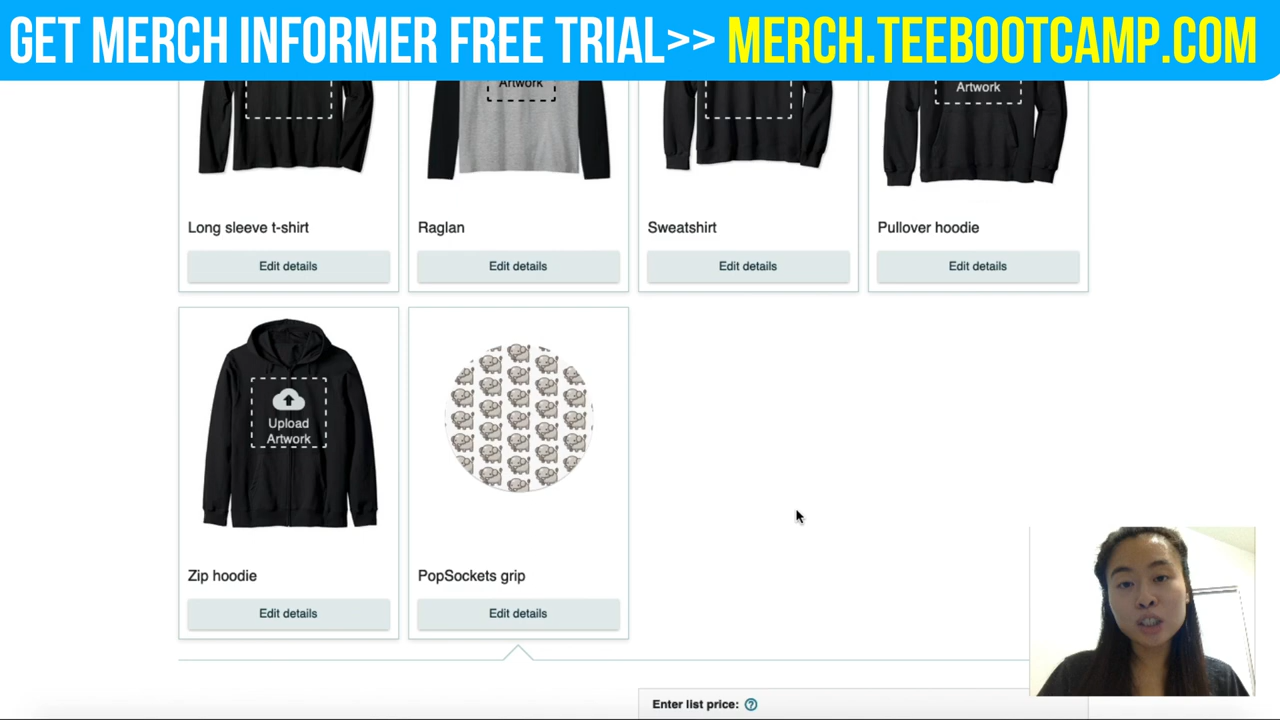 GET MERCH INFORMER FREE TRIAL>> MERCH.TEEBOOTCAMP.COM
Artwork
Artwork
Long sleeve t-shirt
Raglan
Sweatshirt
Pullover hoodie
Edit details
Edit details
Edit details
Edit details
Upload
Artwork
Zip hoodie
PopSockets grip
Edit details
Edit details
Enter list price: ?